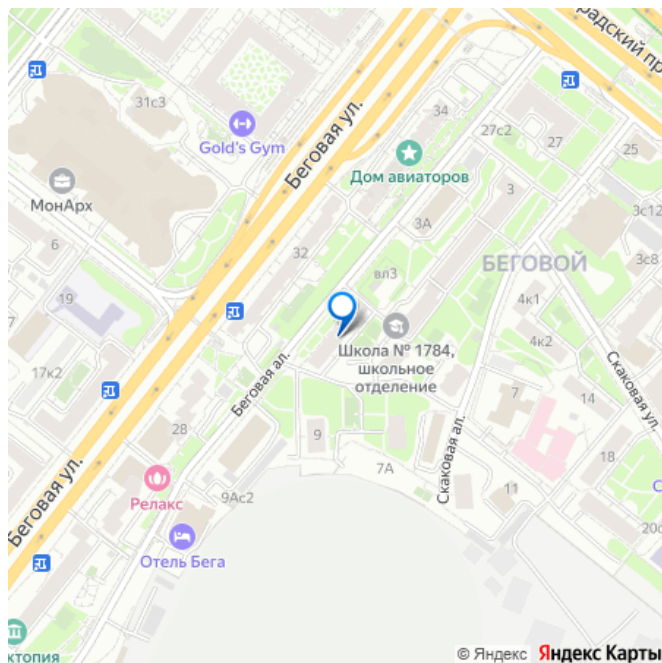 градский пр
31с3
Gold's Gym
Беговая ул.
34
27с2
27
25
Дом авиаторов
МонАрх
3
3А
3с12
6
32
БЕГОВОЙ
3с8
вл3
19
4к1
7
Школа № 1784,
школьное
отделение
4к2
17к2
Беговая ал.
Скаковая ул.
7
14
28
9
Скаковая ал.
18
7А
Беговая ул.
Релакс
9Ас2
11
С
20с
Отель Бега
ктопия
© Яндекс Яндекс Карты